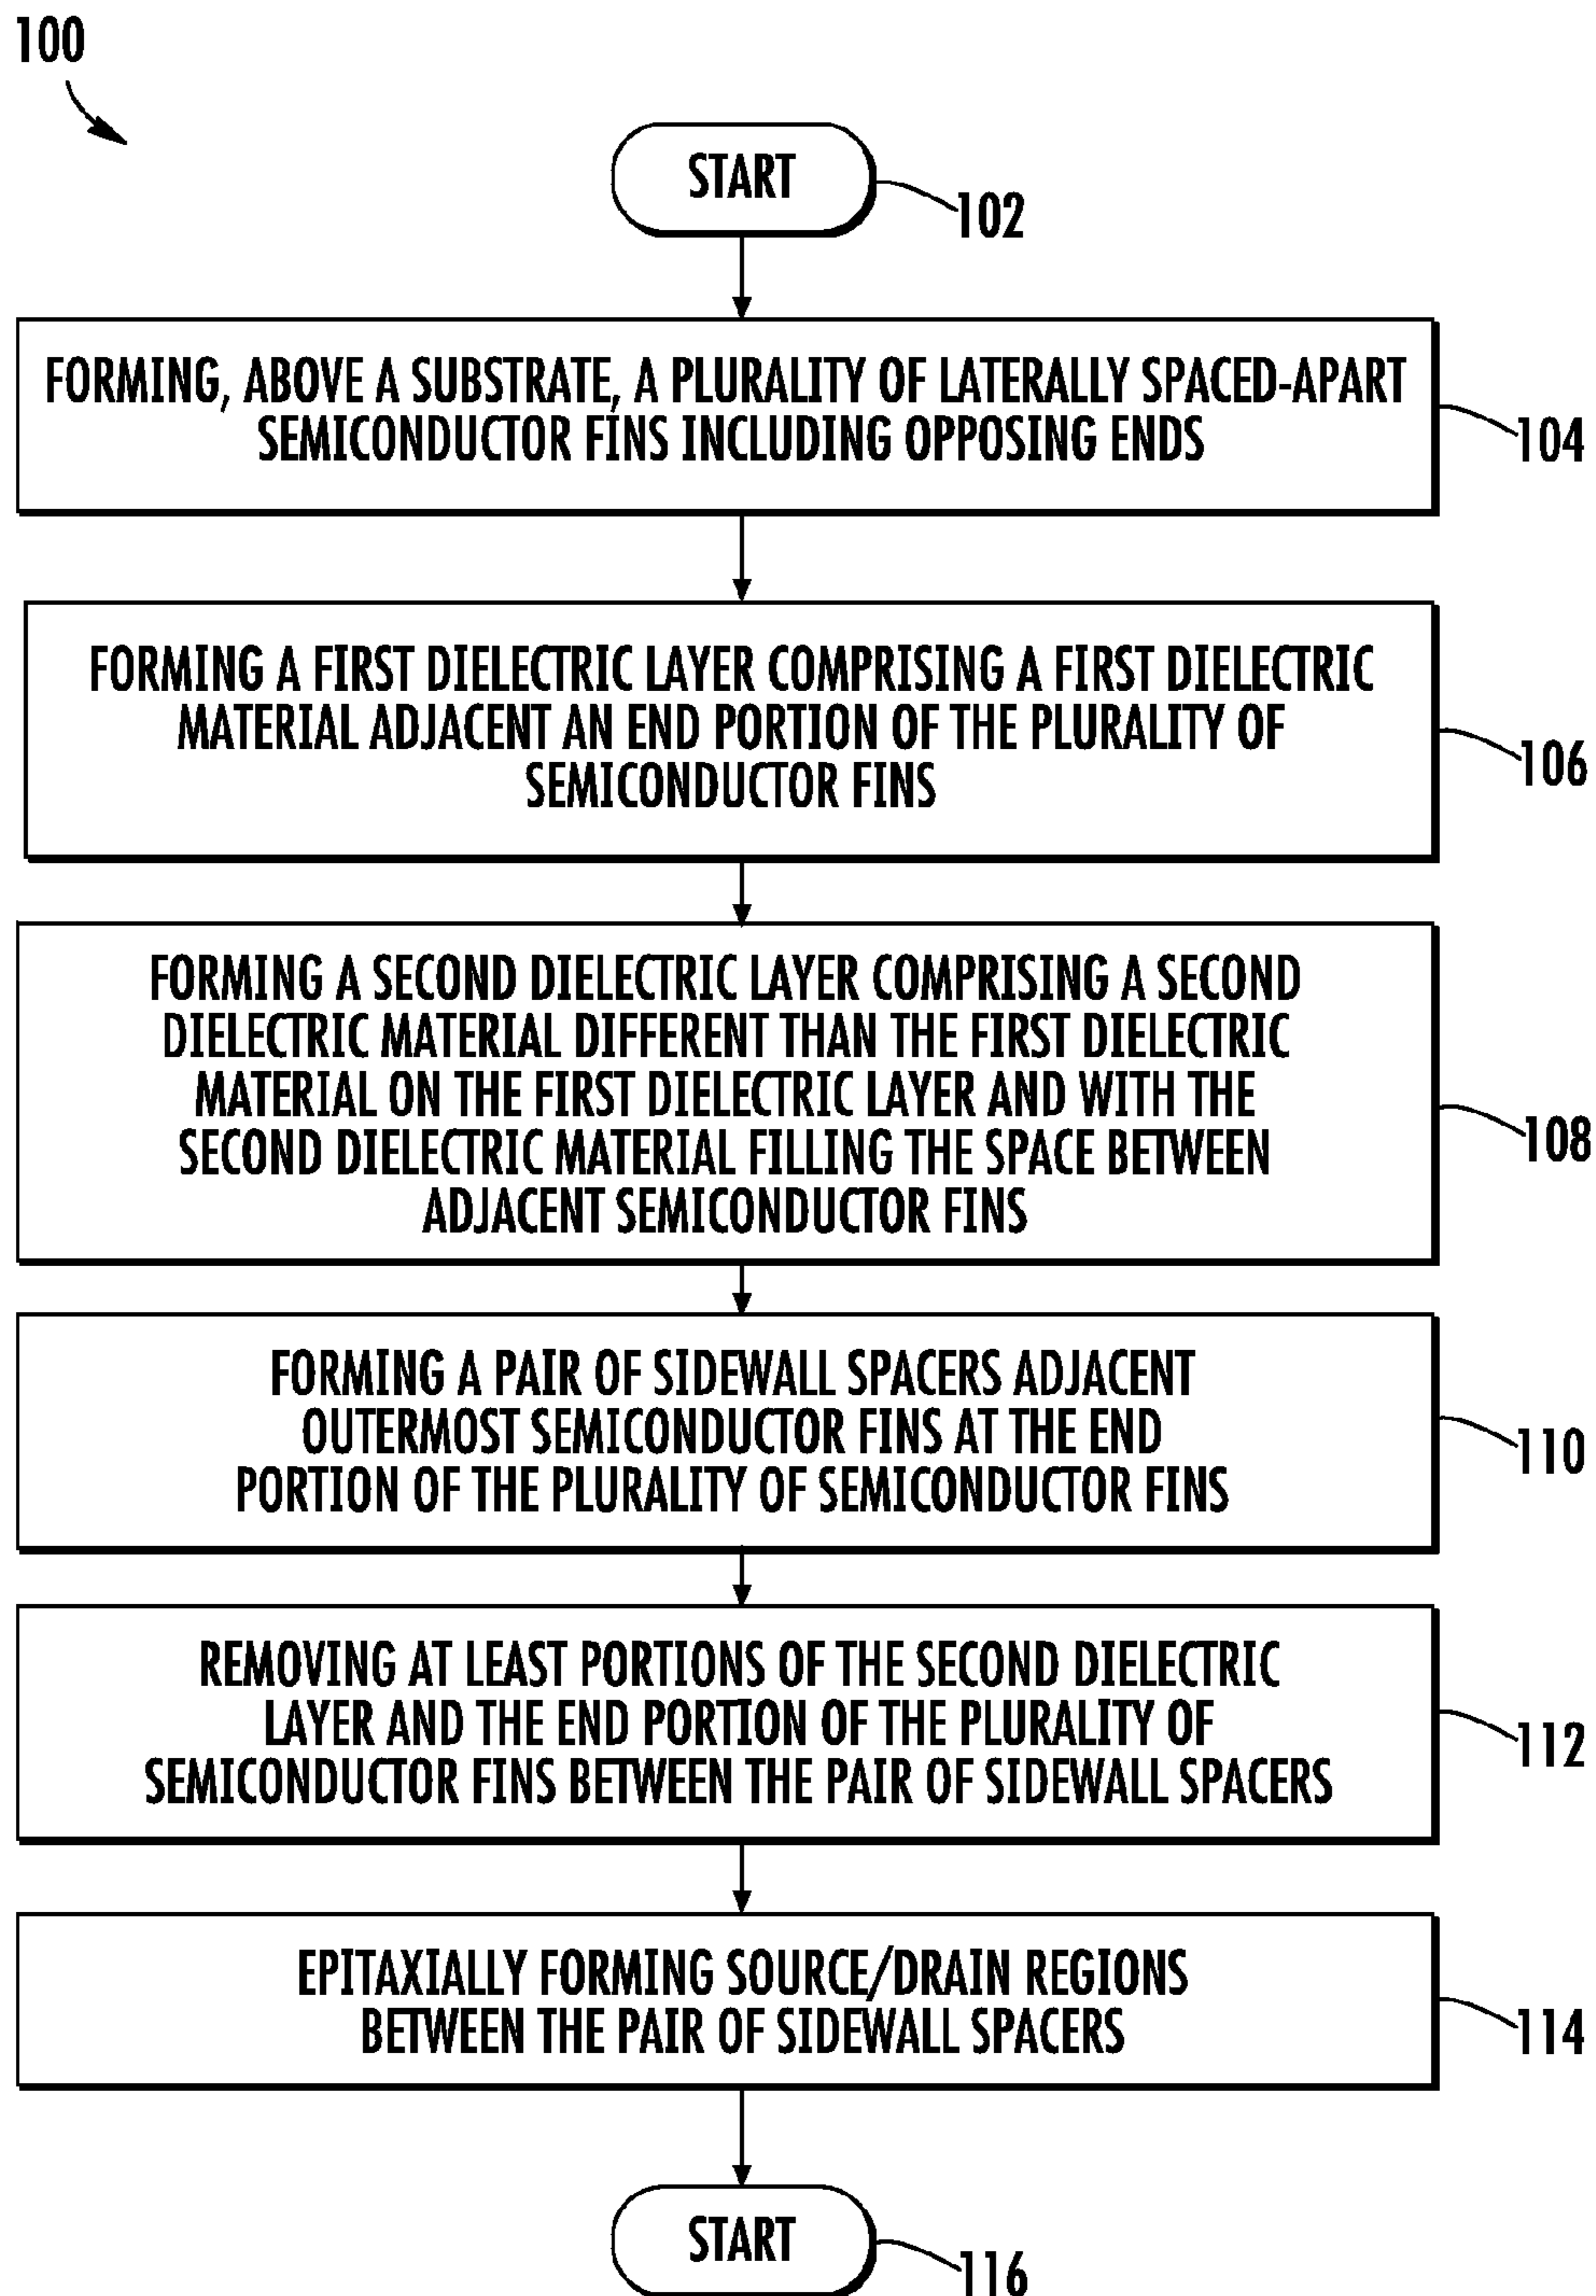 100
START
102
FORMING, ABOVE A SUBSTRATE, A PLURALITY OF LATERALLY SPACED-APART
SEMICONDUCTOR FINS INCLUDING OPPOSING ENDS
104
FORMING A FIRST DIELECTRIC LAYER COMPRISING A FIRST DIELECTRIC
MATERIAL ADJACENT AN END PORTION OF THE PLURALITY OF
SEMICONDUCTOR FINS
106
FORMING A SECOND DIELECTRIC LAYER COMPRISING A SECOND
DIELECTRIC MATERIAL DIFFERENT THAN THE FIRST DIELECTRIC
MATERIAL ON THE FIRST DIELECTRIC LAYER AND WITH THE
SECOND DIELECTRIC MATERIAL FILLING THE SPACE BETWEEN
ADJACENT SEMICONDUCTOR FINS
108
FORMING A PAIR OF SIDEWALL SPACERS ADJACENT
OUTERMOST SEMICONDUCTOR FINS AT THE END
PORTION OF THE PLURALITY OF SEMICONDUCTOR FINS
110
REMOVING AT LEAST PORTIONS OF THE SECOND DIELECTRIC
LAYER AND THE END PORTION OF THE PLURALITY OF
SEMICONDUCTOR FINS BETWEEN THE PAIR OF SIDEWALL SPACERS
112
EPITAXIALLY FORMING SOURCE/DRAIN REGIONS
BETWEEN THE PAIR OF SIDEWALL SPACERS
114
START
116